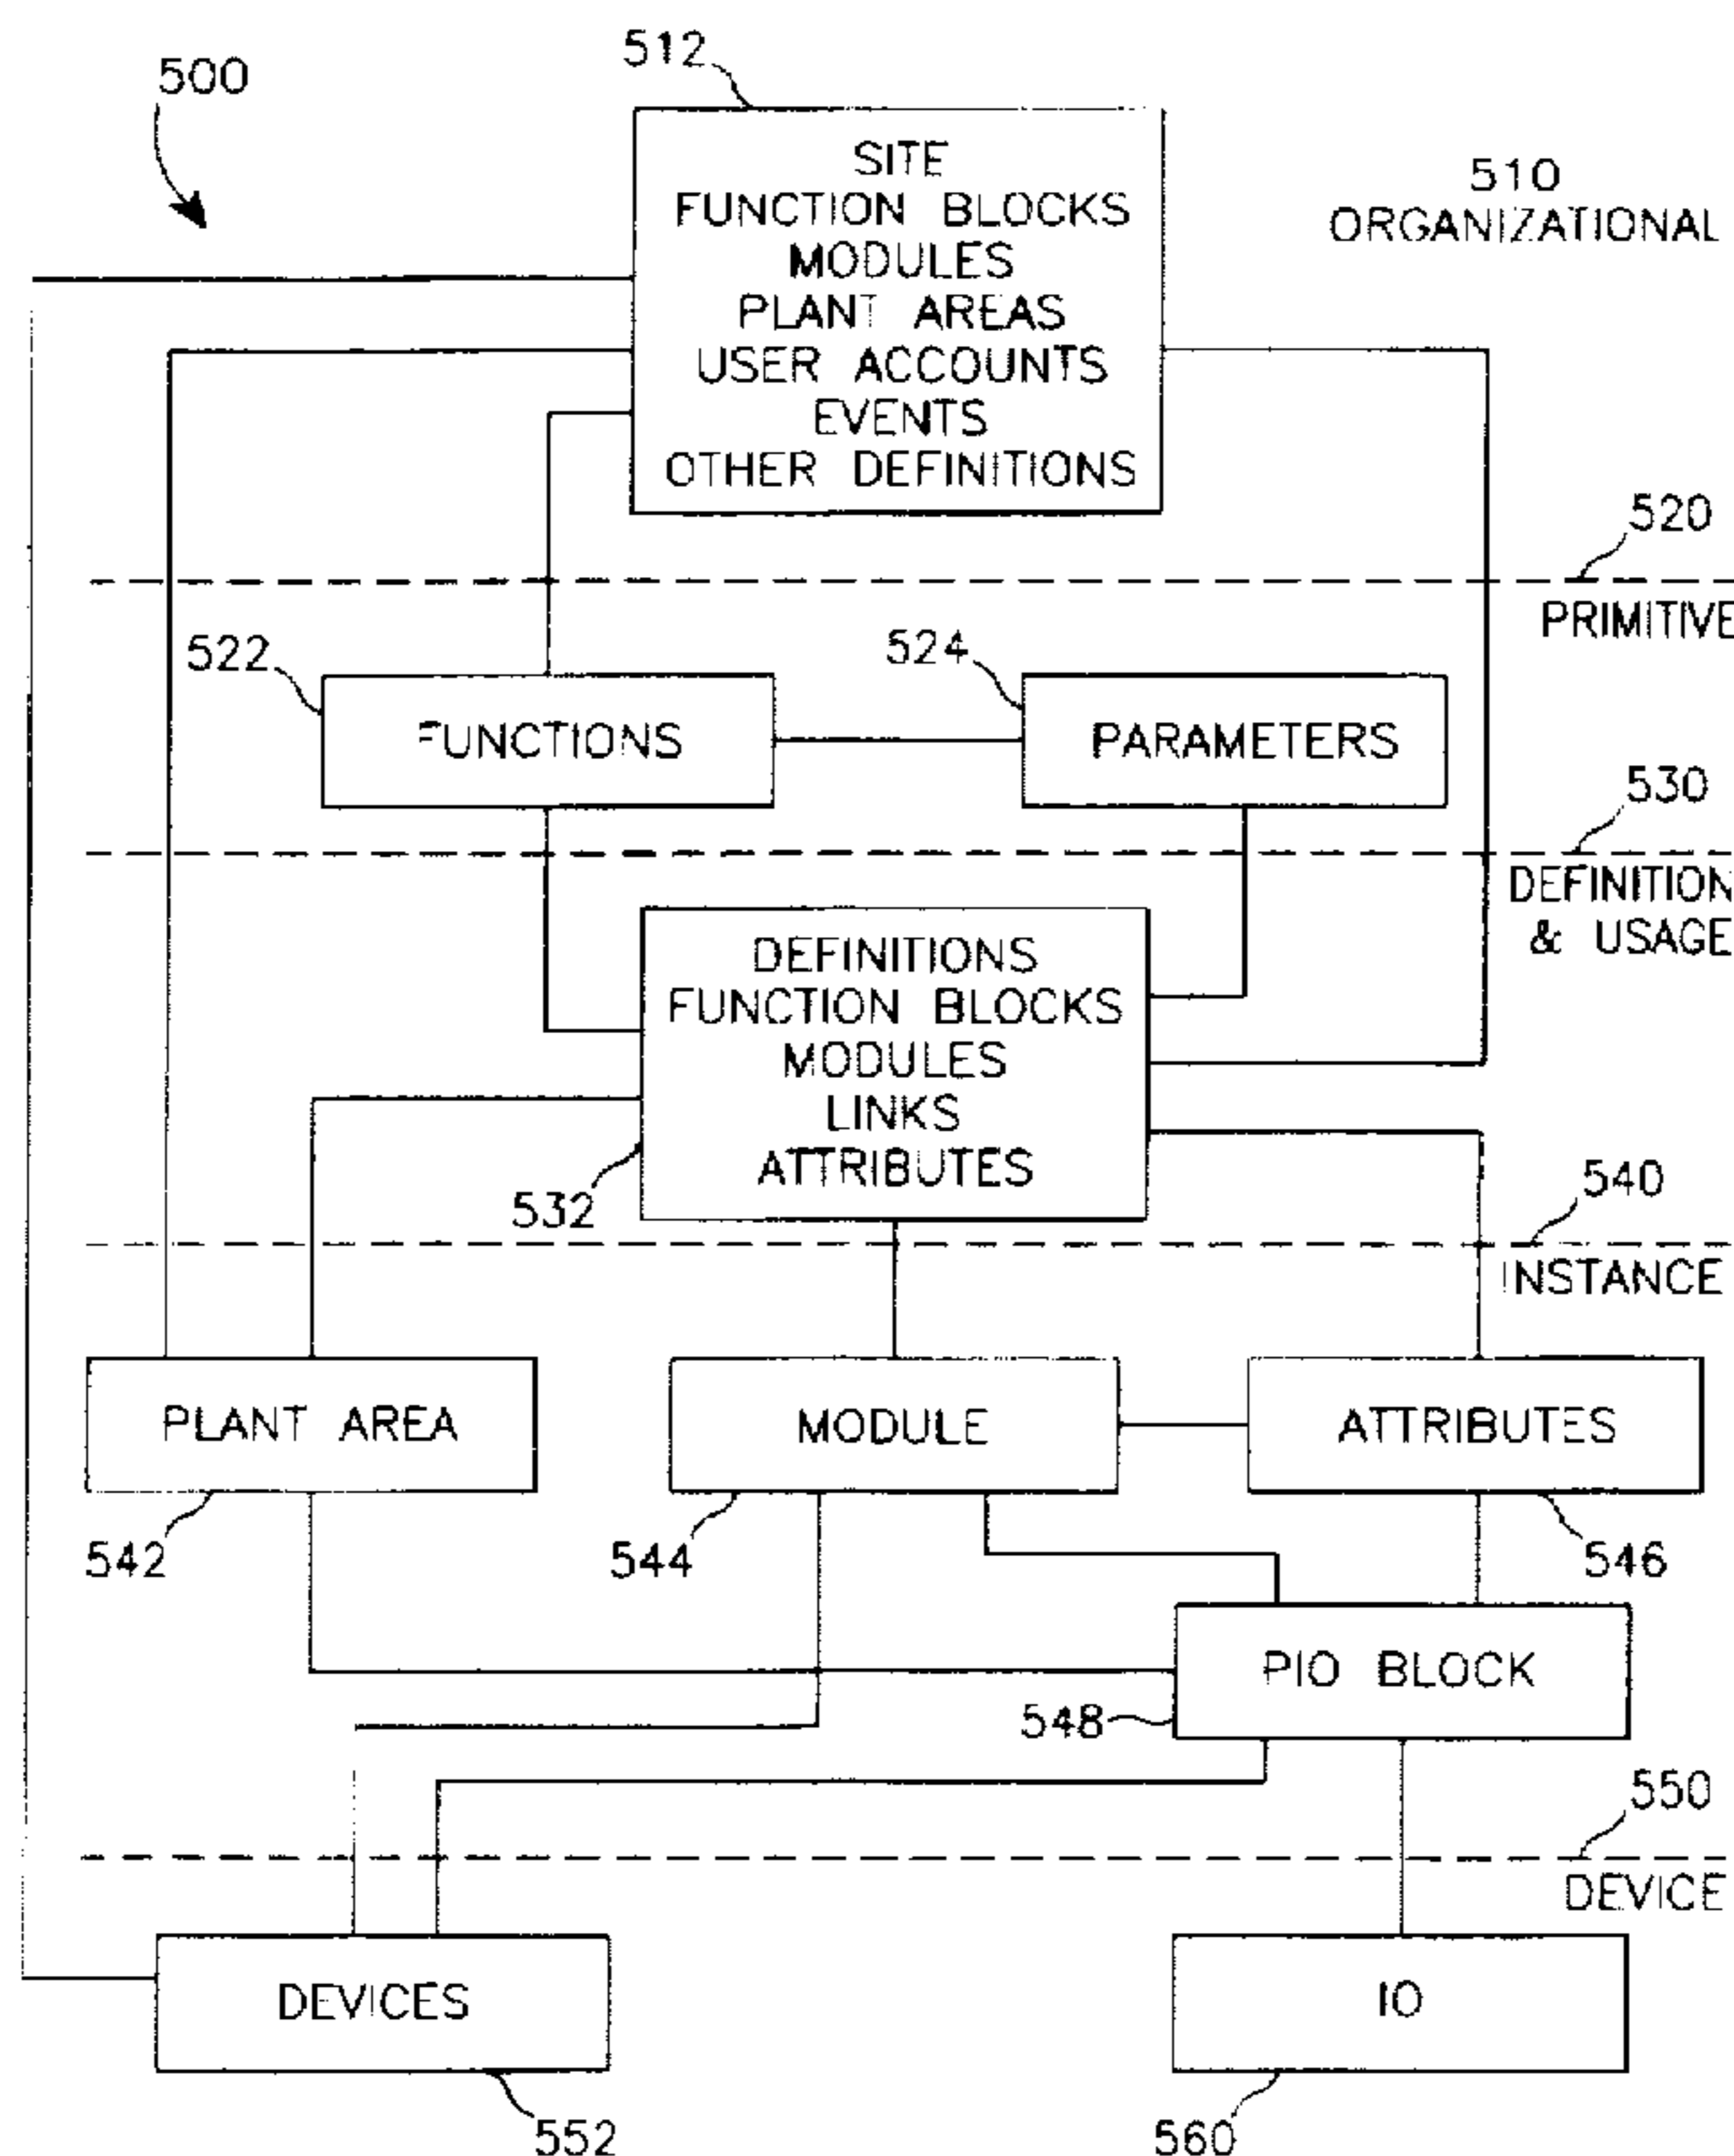 512
500
SITE
FUNCTION BLOCKS
MODULES
PLANT AREAS
USER ACCOUNTS
EVENTS
OTHER DEFINITIONS
510
ORGANIZATIONAL
520
PRIMITIVE
522
524
FUNCTIONS
PARAMETERS
530
DEFINITION
& USAGE
DEFINITIONS
FUNCTION BLOCKS
MODULES
LINKS
ATTRIBUTES
532
540
INSTANCE
PLANT AREA
MODULE
ATTRIBUTES
542
544
546
PIO BLOCK
548
550
DEVICE
DEVICES
IO
552
560